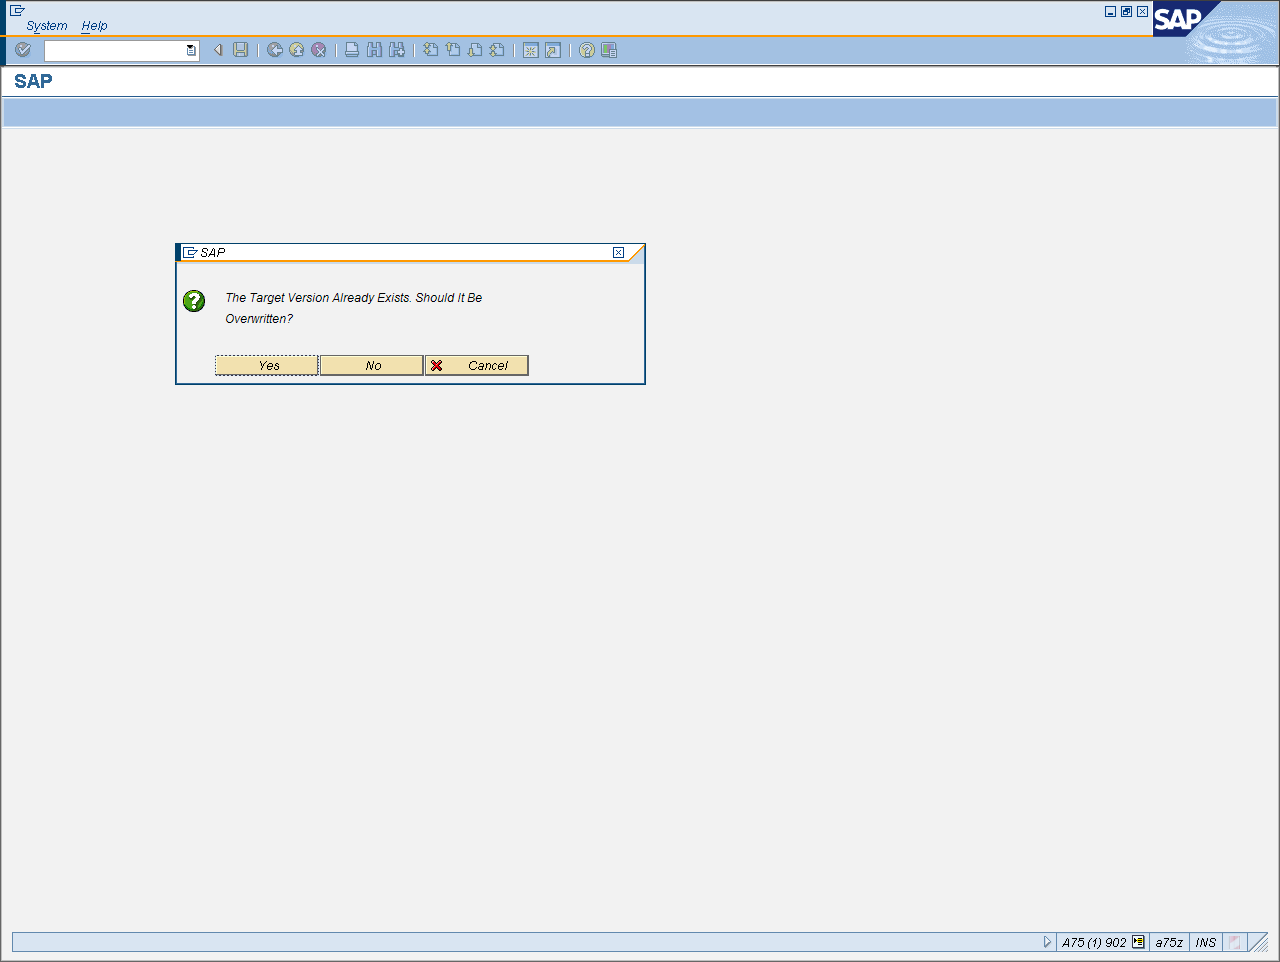 System Help
SAP
SAP
SAP
The Target Version Already Exists. Should It Be
Overwritten?
Yes No Cancel
A75 (1) 902 a75z INS